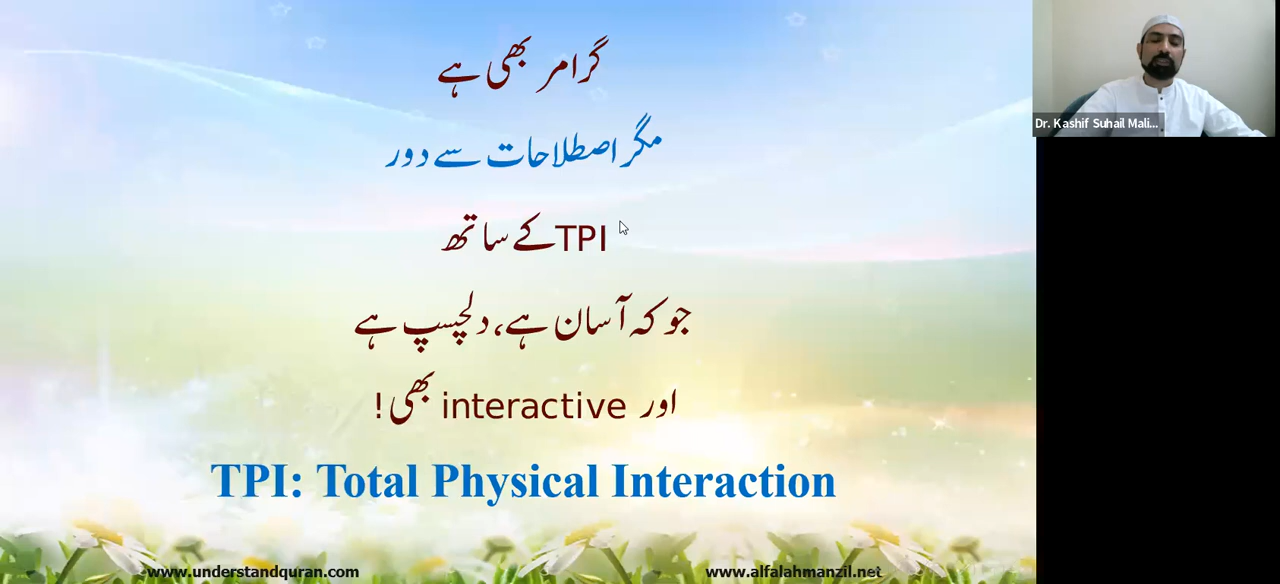 گرامر بھی ہے
مگر اصطلاحات سے دور
TPI کے ساتھ
جو کہ آسان ہے، دلچسپ ہے
اور interactive بھی !
TPI: Total Physical Interaction
www.understandquran.com
www.alfalahmanzil.net
Dr. Kashif Suhail Mali...